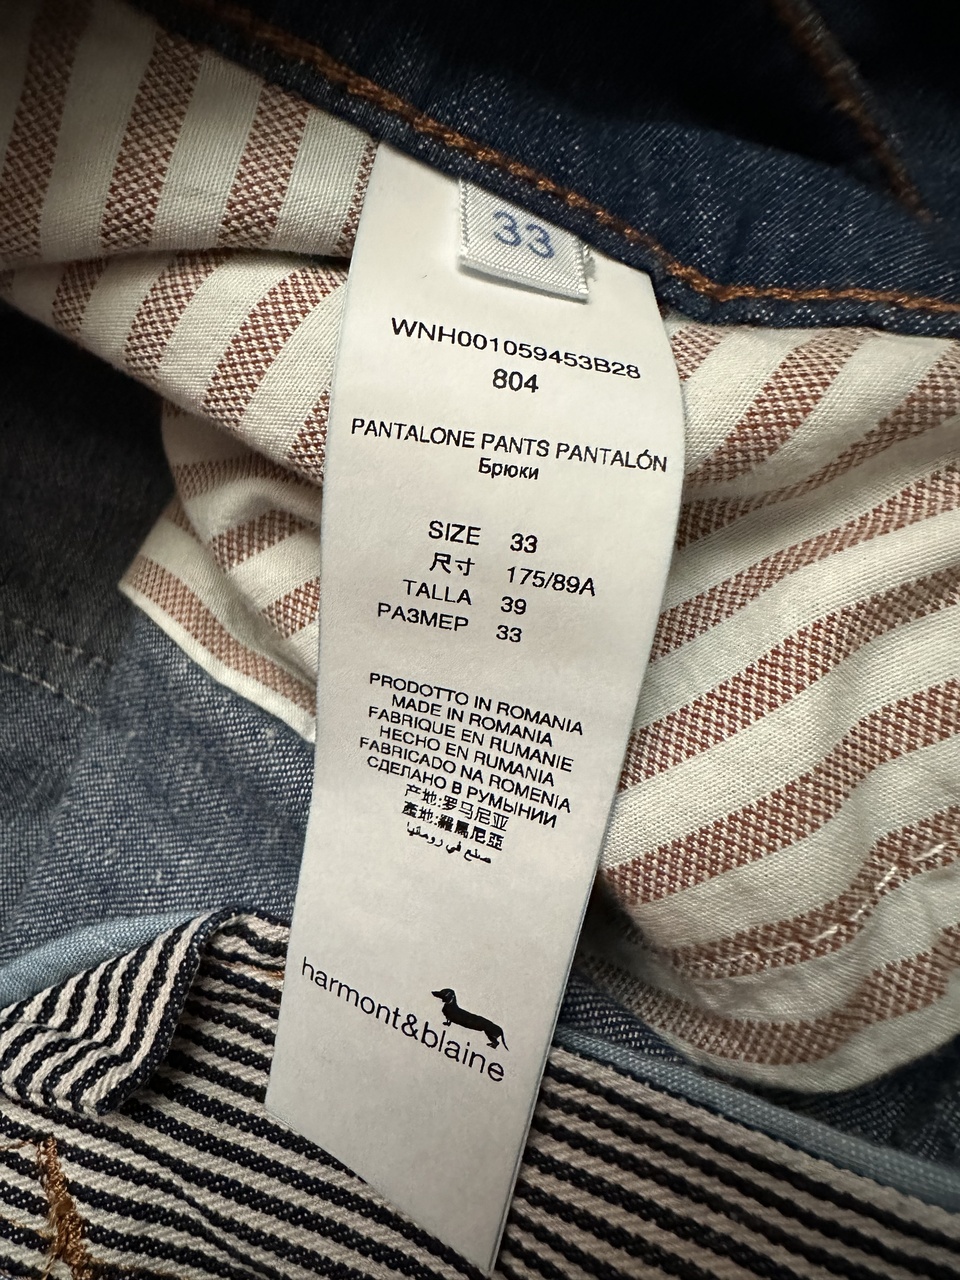 33
WNH001059453B28
804
PANTALONE PANTS PANTALÓN
Брюки
SIZE 33
尺寸 175/89A
TALLA 39
РАЗМЕР 33
PRODOTTO IN ROMANIA
MADE IN ROMANIA
FABRIQUE EN RUMANIE
HECHO EN RUMANIA
FABRICADO NA ROMENIA
СДЕЛАНО В РУМЫНИИ
产地:罗马尼亚
產地:羅馬尼亞
صنع في رومانيا
harmont&blaine